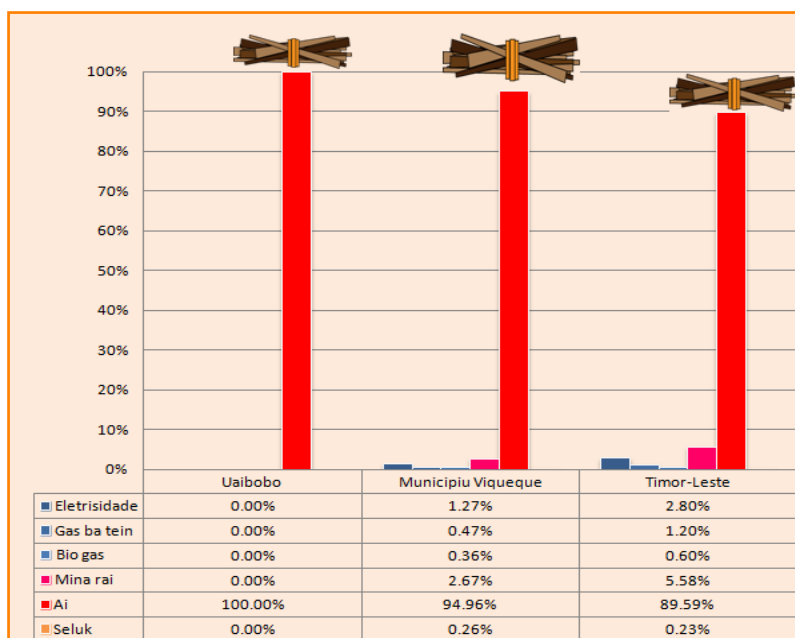 100%
90%
80%
70%
60%
50%
40%
30%
20%
10%
0%
Uaibobo Municipiu Viqueque Timor-Leste
Eletrisidade 0.00% 1.27% 2.80%
Gas ba tein 0.00% 0.47% 1.20%
Bio gas 0.00% 0.36% 0.60%
Mina rai 0.00% 2.67% 5.58%
Ai 100.00% 94.96% 89.59%
Seluk 0.00% 0.26% 0.23%